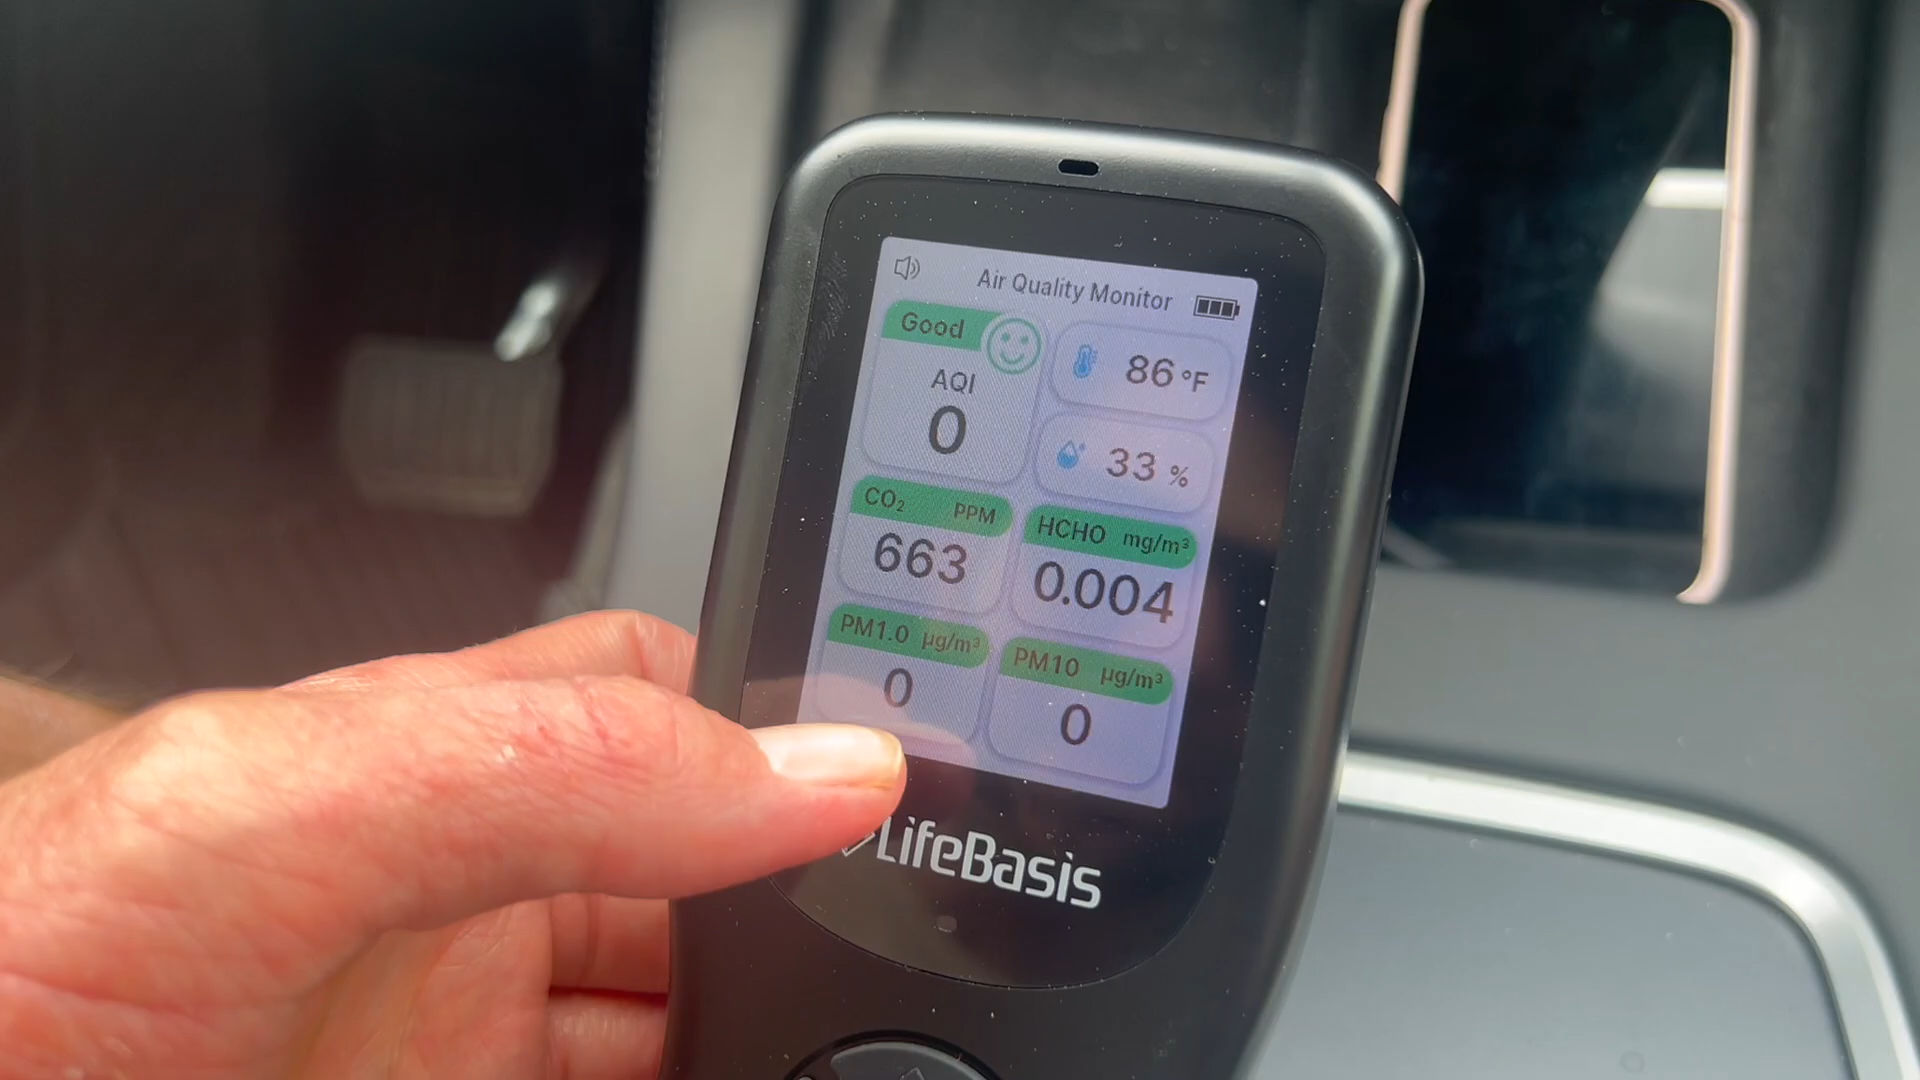 Air Quality Monitor
Good
AQI
0
86 °F
33 %
CO₂ PPM
663
HCHO mg/m³
0.004
PM1.0 µg/m³
0
PM10 µg/m³
0
LifeBasis